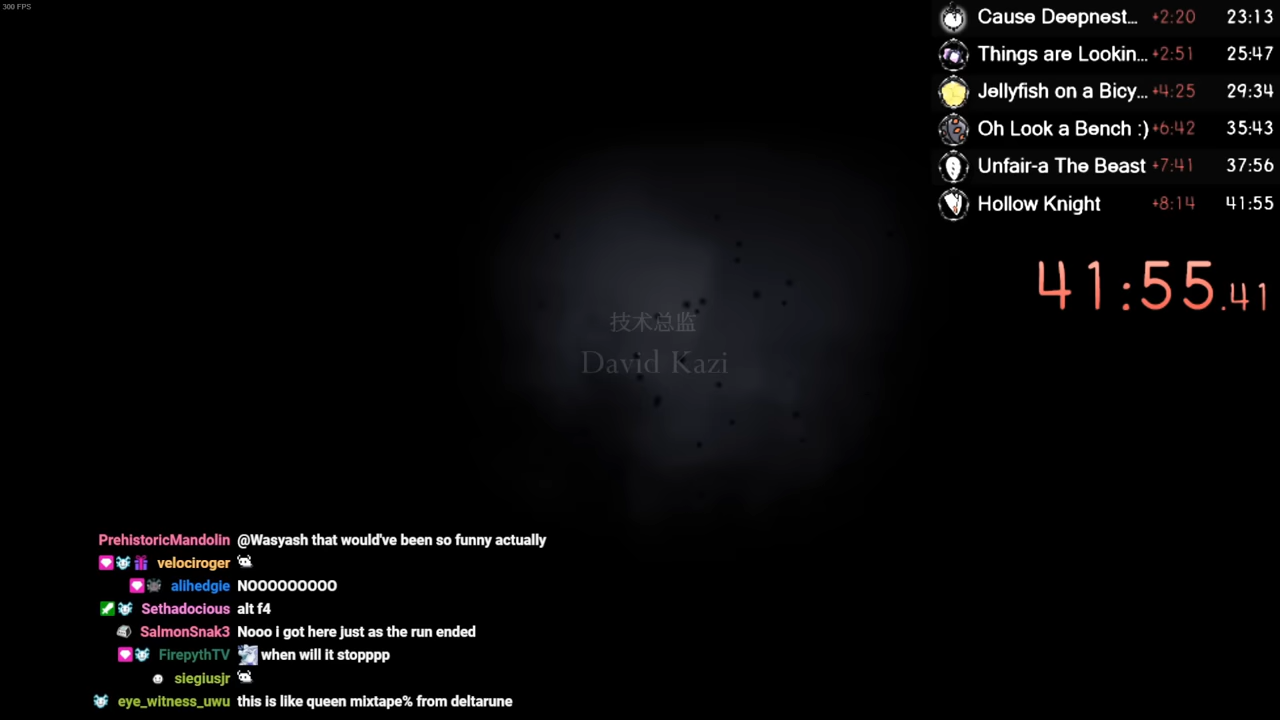 300 FPS
Cause Deepnest... +2:20 23:13
Things are Lookin... +2:51 25:47
Jellyfish on a Bicy... +4:25 29:34
Oh Look a Bench :) +6:42 35:43
Unfair-a The Beast +7:41 37:56
Hollow Knight +8:14 41:55
41:55.41
技术总监
David Kazi
PrehistoricMandolin @Wasyash that would've been so funny actually
velociroger
alihedgie NOOOOOOOOO
Sethadocious alt f4
SalmonSnak3 Nooo i got here just as the run ended
FirepythTV when will it stopppp
siegiusjr
eye_witness_uwu this is like queen mixtape% from deltarune